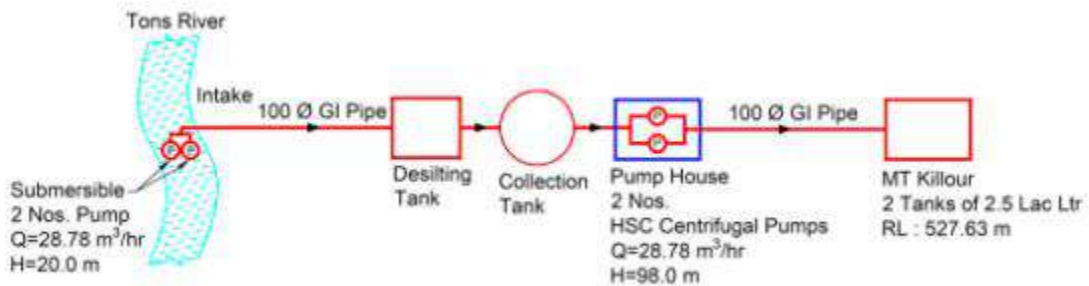 Tons River
Intake
100 Ø GI Pipe
100 Ø GI Pipe
P P
P
P
Submersible
2 Nos. Pump
Q=28.78 m³/hr
H=20.0 m
Desilting
Tank
Collection
Tank
Pump House
2 Nos.
HSC Centrifugal Pumps
Q=28.78 m³/hr
H=98.0 m
MT Killour
2 Tanks of 2.5 Lac Ltr
RL : 527.63 m